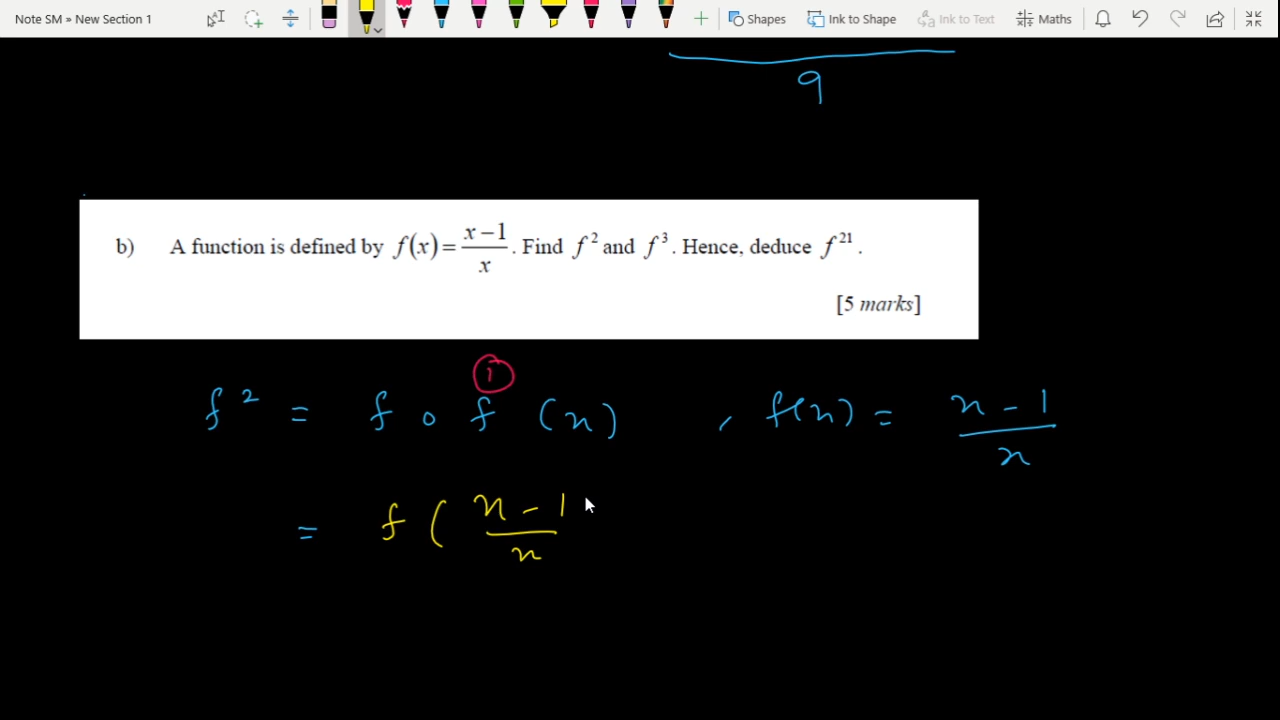 Note SM » New Section 1 Shapes Ink to Shape Ink to Text Maths
9
b) A function is defined by f(x)=(x−1)/x. Find f² and f³. Hence, deduce f²¹.
[5 marks]
f² = f o f (x) , f(x) = (x - 1)/x
= f ( (x - 1)/x